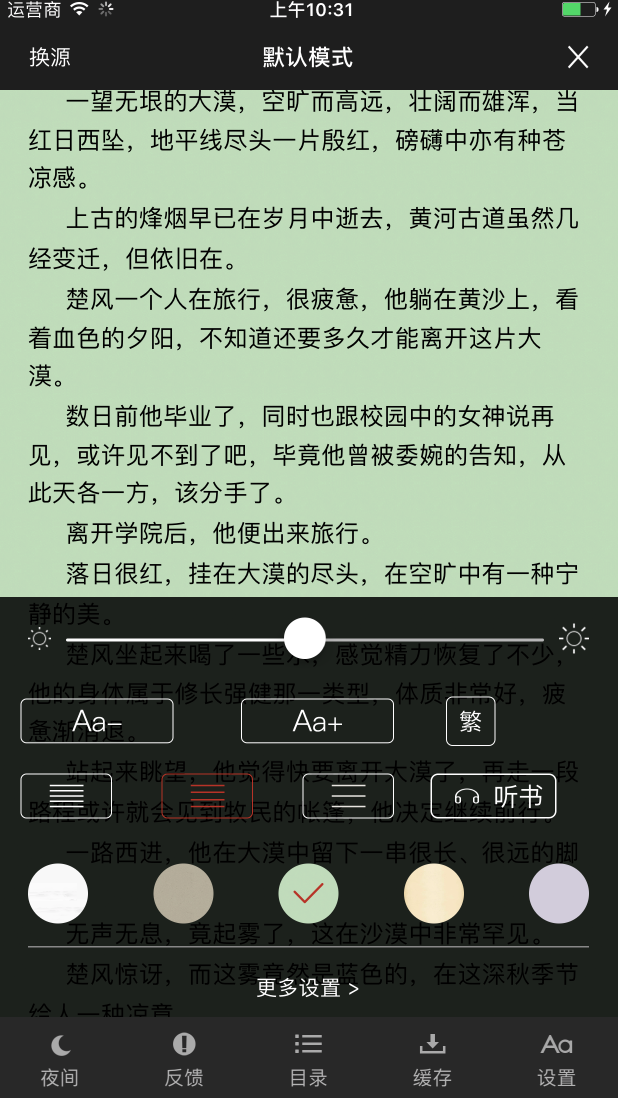 运营商 上午10:31
换源 默认模式
一望无垠的大漠，空旷而高远，壮阔而雄浑，当
红日西坠，地平线尽头一片殷红，磅礴中亦有种苍
凉感。
上古的烽烟早已在岁月中逝去，黄河古道虽然几
经变迁，但依旧在。
楚风一个人在旅行，很疲惫，他躺在黄沙上，看
着血色的夕阳，不知道还要多久才能离开这片大
漠。
数日前他毕业了，同时也跟校园中的女神说再
见，或许见不到了吧，毕竟他曾被委婉的告知，从
此天各一方，该分手了。
离开学院后，他便出来旅行。
落日很红，挂在大漠的尽头，在空旷中有一种宁
静的美。
楚风坐起来喝了一些水，感觉精力恢复了不少，
他的身体属于修长强健那一类型，体质非常好，疲
惫渐消退。
Aa- Aa+ 繁
站起来眺望，他觉得快要离开大漠了，再走一段
路程或许就会见到牧民的帐篷，他决定继续前行。
听书
一路西进，他在大漠中留下一串很长、很远的脚
无声无息，竟起雾了，这在沙漠中非常罕见。
楚风惊讶，而这雾竟然是蓝色的，在这深秋季节
给人一种凉意
更多设置 >
夜间 反馈 目录 缓存 Aa 设置